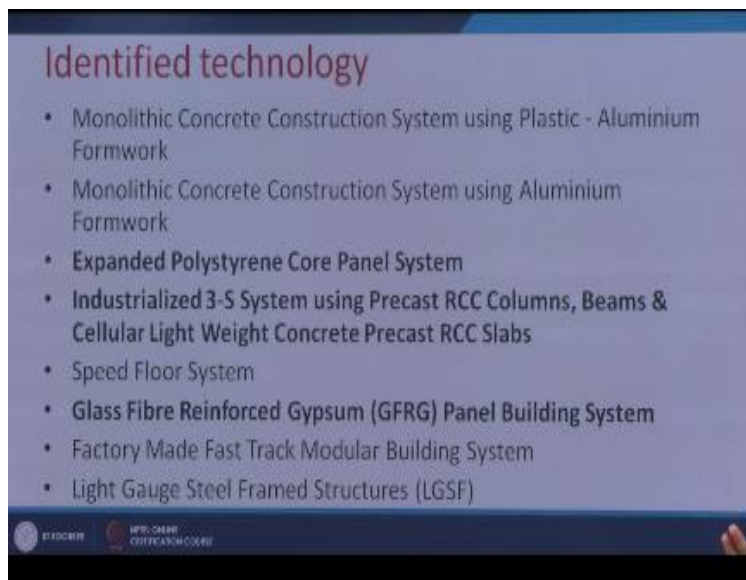 Identified technology
• Monolithic Concrete Construction System using Plastic - Aluminium
Formwork
• Monolithic Concrete Construction System using Aluminium
Formwork
• Expanded Polystyrene Core Panel System
• Industrialized 3-S System using Precast RCC Columns, Beams &
Cellular Light Weight Concrete Precast RCC Slabs
• Speed Floor System
• Glass Fibre Reinforced Gypsum (GFRG) Panel Building System
• Factory Made Fast Track Modular Building System
• Light Gauge Steel Framed Structures (LGSF)
IIT ROORKEE
NPTEL ONLINE
CERTIFICATION COURSE